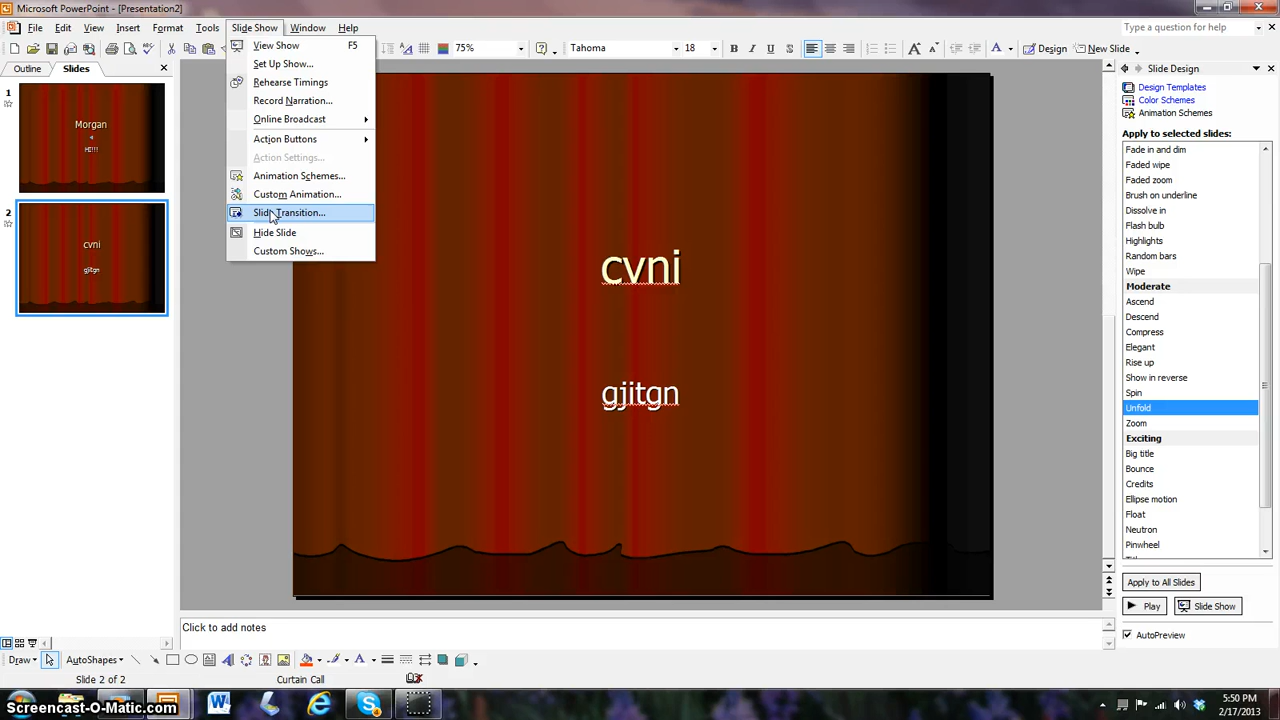 Microsoft PowerPoint - [Presentation2]
File Edit View Insert Format Tools Slide Show Window Help
Type a question for help
75%
Tahoma 18 B I U S
A A A Design New Slide
Outline Slides
1
Morgan
HI!!!
2
cvni
gjitgn
View Show F5
Set Up Show...
Rehearse Timings
Record Narration...
Online Broadcast
Action Buttons
Action Settings...
Animation Schemes...
Custom Animation...
Slide Transition...
Hide Slide
Custom Shows...
cvni
gjitgn
Slide Design
Design Templates
Color Schemes
Animation Schemes
Apply to selected slides:
Fade in and dim
Faded wipe
Faded zoom
Brush on underline
Dissolve in
Flash bulb
Highlights
Random bars
Wipe
Moderate
Ascend
Descend
Compress
Elegant
Rise up
Show in reverse
Spin
Unfold
Zoom
Exciting
Big title
Bounce
Credits
Ellipse motion
Float
Neutron
Pinwheel
Apply to All Slides
Play Slide Show
AutoPreview
Click to add notes
Draw AutoShapes
Slide 2 of 2 Curtain Call
Screencast-O-Matic.com
5:50 PM
2/17/2013